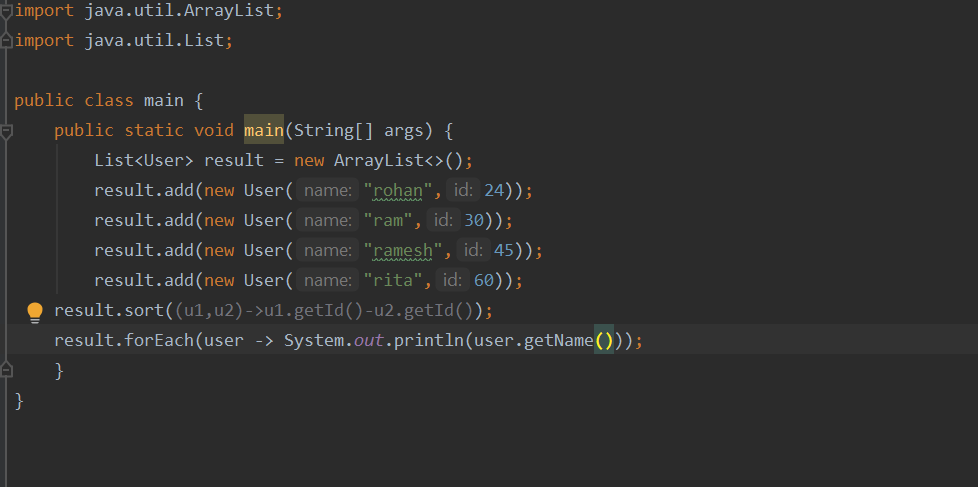 import java.util.ArrayList;
import java.util.List;
public class main {
public static void main(String[] args) {
List<User> result = new ArrayList<>();
result.add(new User( name: "rohan", id: 24));
result.add(new User( name: "ram", id: 30));
result.add(new User( name: "ramesh", id: 45));
result.add(new User( name: "rita", id: 60));
result.sort((u1,u2)->u1.getId()-u2.getId());
result.forEach(user -> System.out.println(user.getName()));
}
}